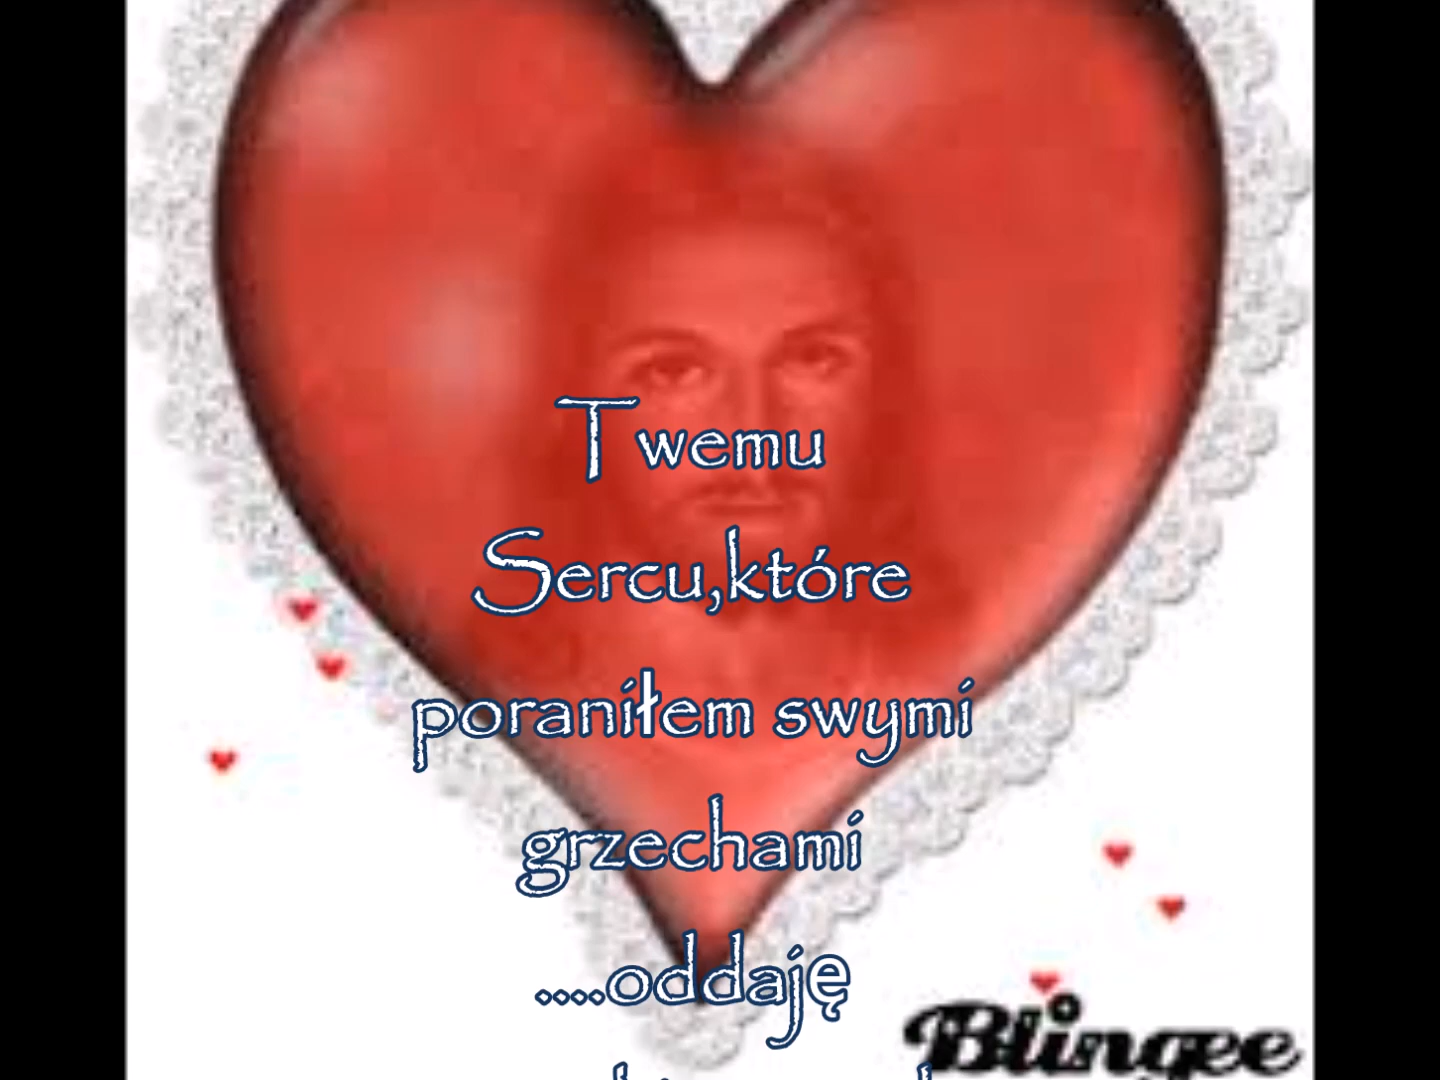 Twemu
Sercu,które
poraniłem swymi
grzechami
....oddaję
Blingee